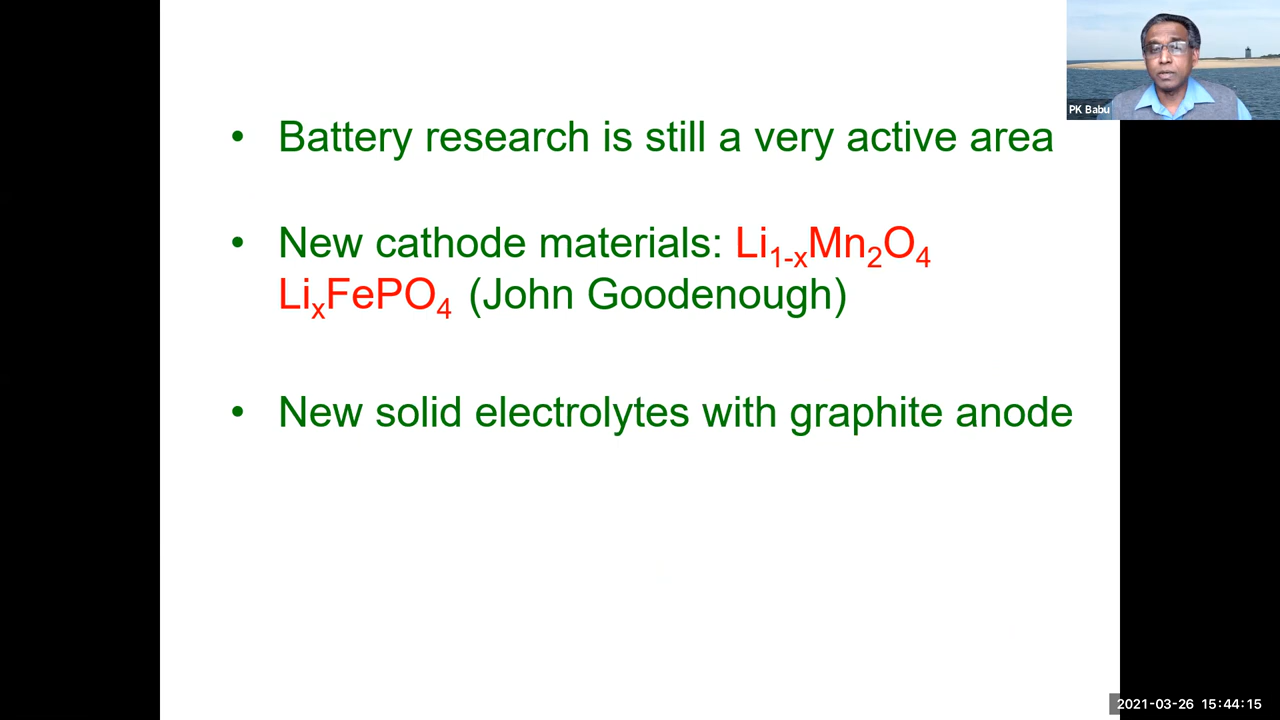 • Battery research is still a very active area
• New cathode materials: Li₁₋ₓMn₂O₄
LiₓFePO₄ (John Goodenough)
• New solid electrolytes with graphite anode
PK Babu
2021-03-26 15:44:15